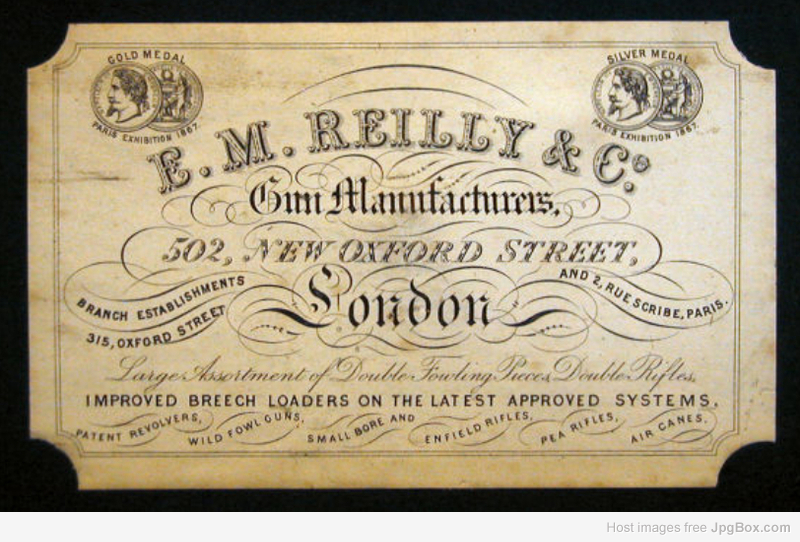 GOLD MEDAL
PARIS EXHIBITION 1867.
SILVER MEDAL
PARIS EXHIBITION 1867.
E. M. REILLY & Co.
Gun Manufacturers.
502, NEW OXFORD STREET,
London
BRANCH ESTABLISHMENTS
315, OXFORD STREET
AND 2, RUE SCRIBE, PARIS.
Large Assortment of Double Fowling Pieces, Double Rifles,
IMPROVED BREECH LOADERS ON THE LATEST APPROVED SYSTEMS.
PATENT REVOLVERS, WILD FOWL GUNS, SMALL BORE AND ENFIELD RIFLES, PEA RIFLES, AIR CANES.
Host images free JpgBox.com